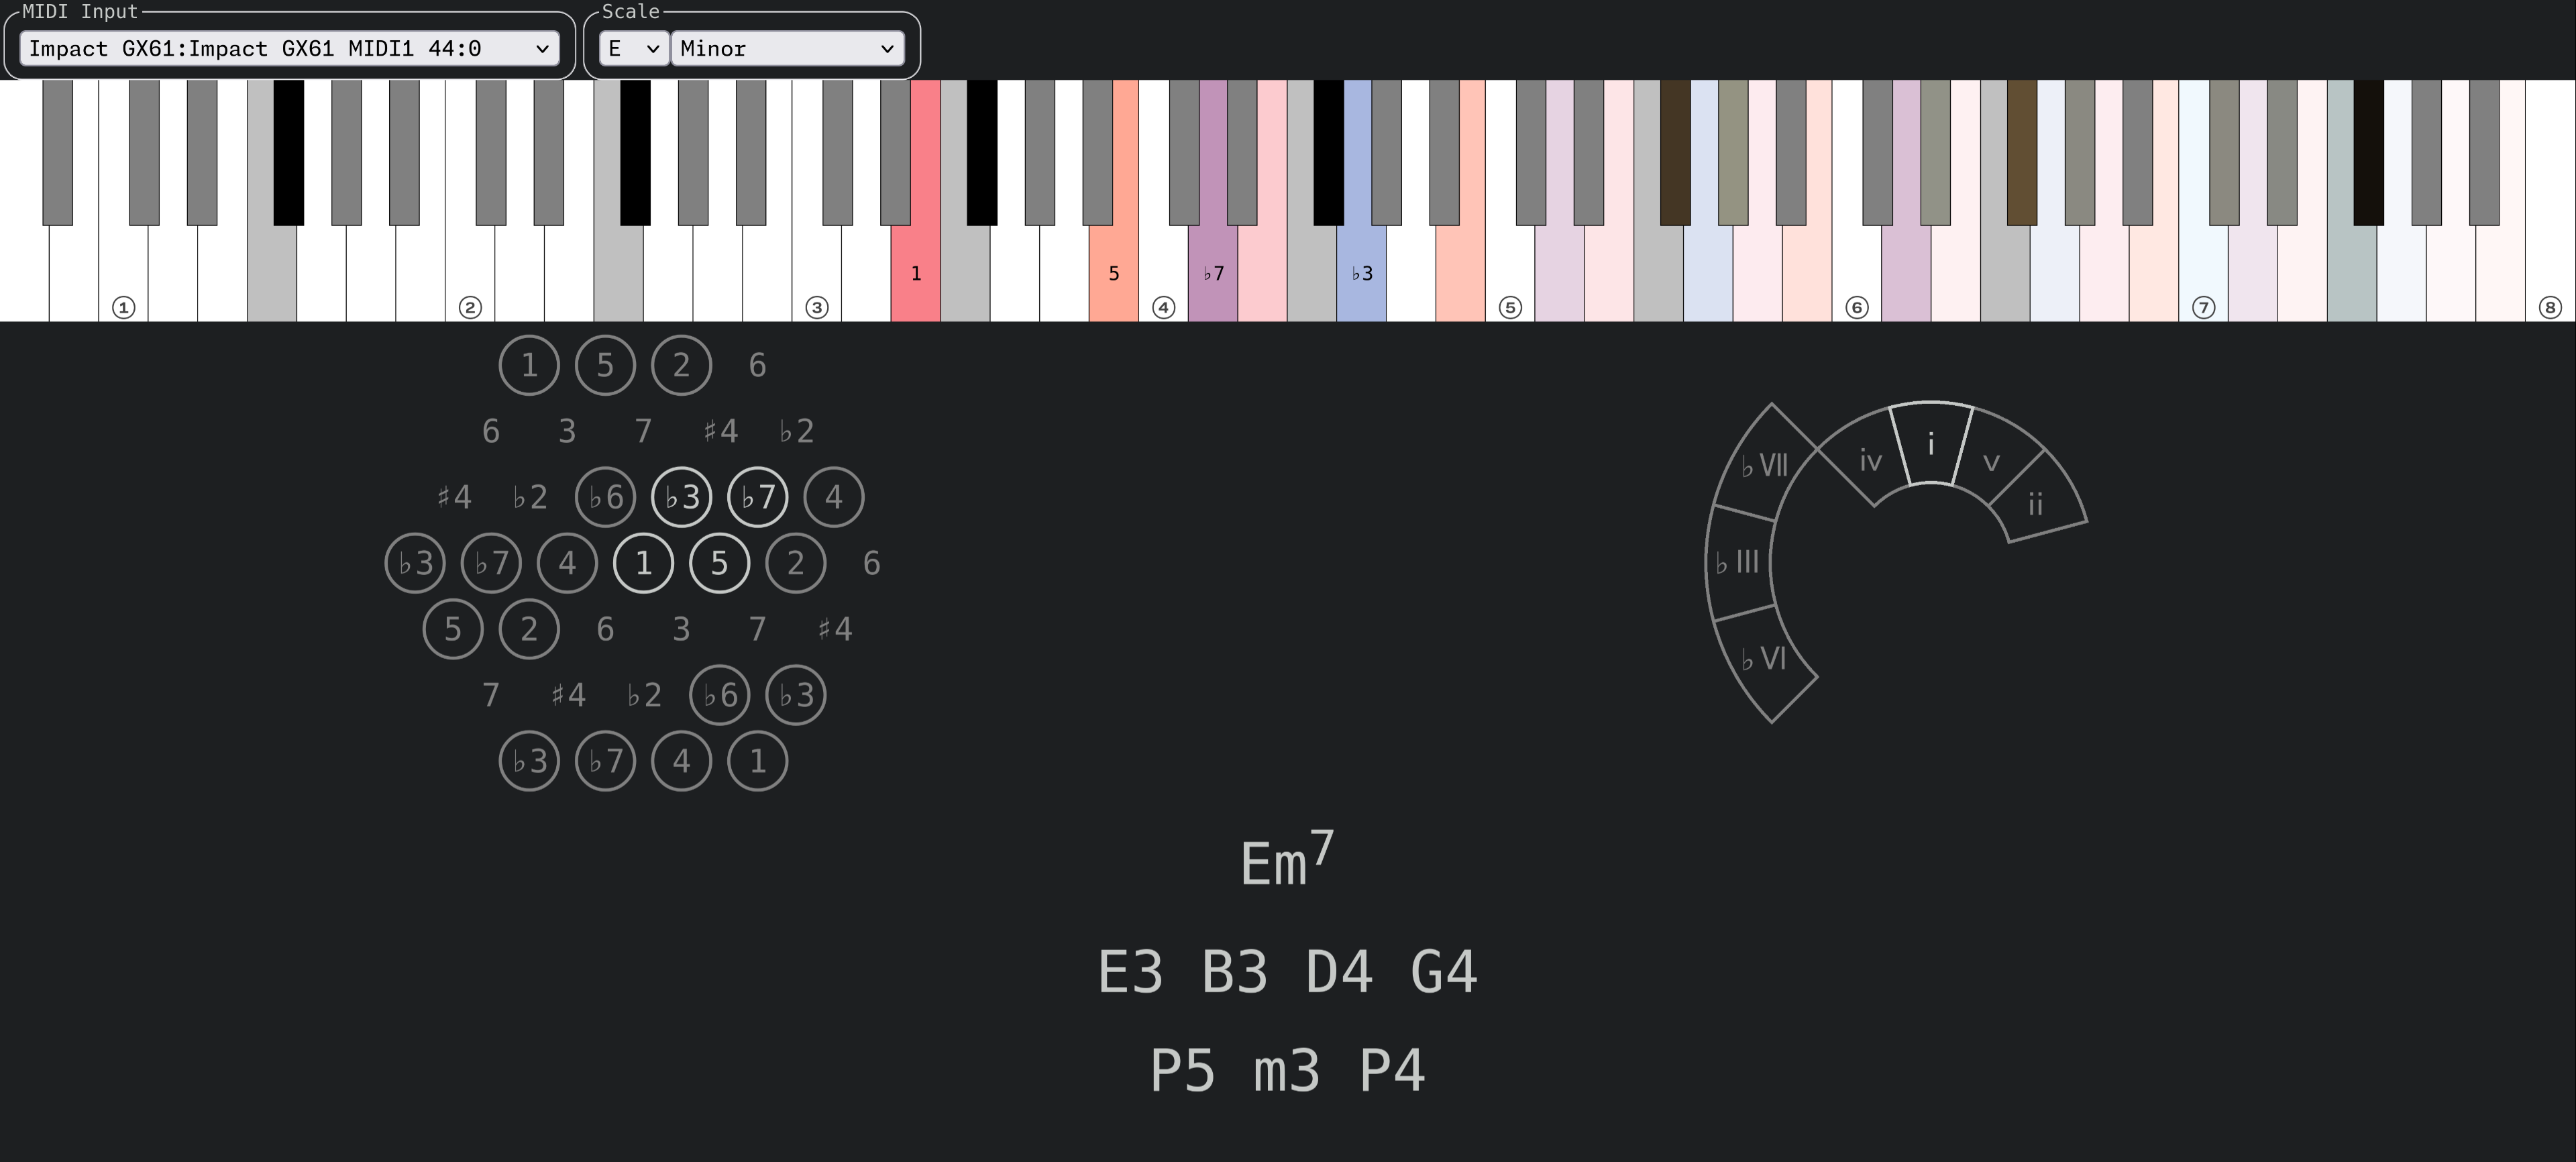 MIDI Input
Scale
Impact GX61:Impact GX61 MIDI1 44:0
E
Minor
1 5 ♭7 ♭3
① ② ③ ④ ⑤ ⑥ ⑦ ⑧
1 5 2 6
6 3 7 ♯4 ♭2
♯4 ♭2 ♭6 ♭3 ♭7 4
♭3 ♭7 4 1 5 2 6
5 2 6 3 7 ♯4
7 ♯4 ♭2 ♭6 ♭3
♭3 ♭7 4 1
♭VII iv i v ii
♭III
♭VI
Em⁷
E3 B3 D4 G4
P5 m3 P4